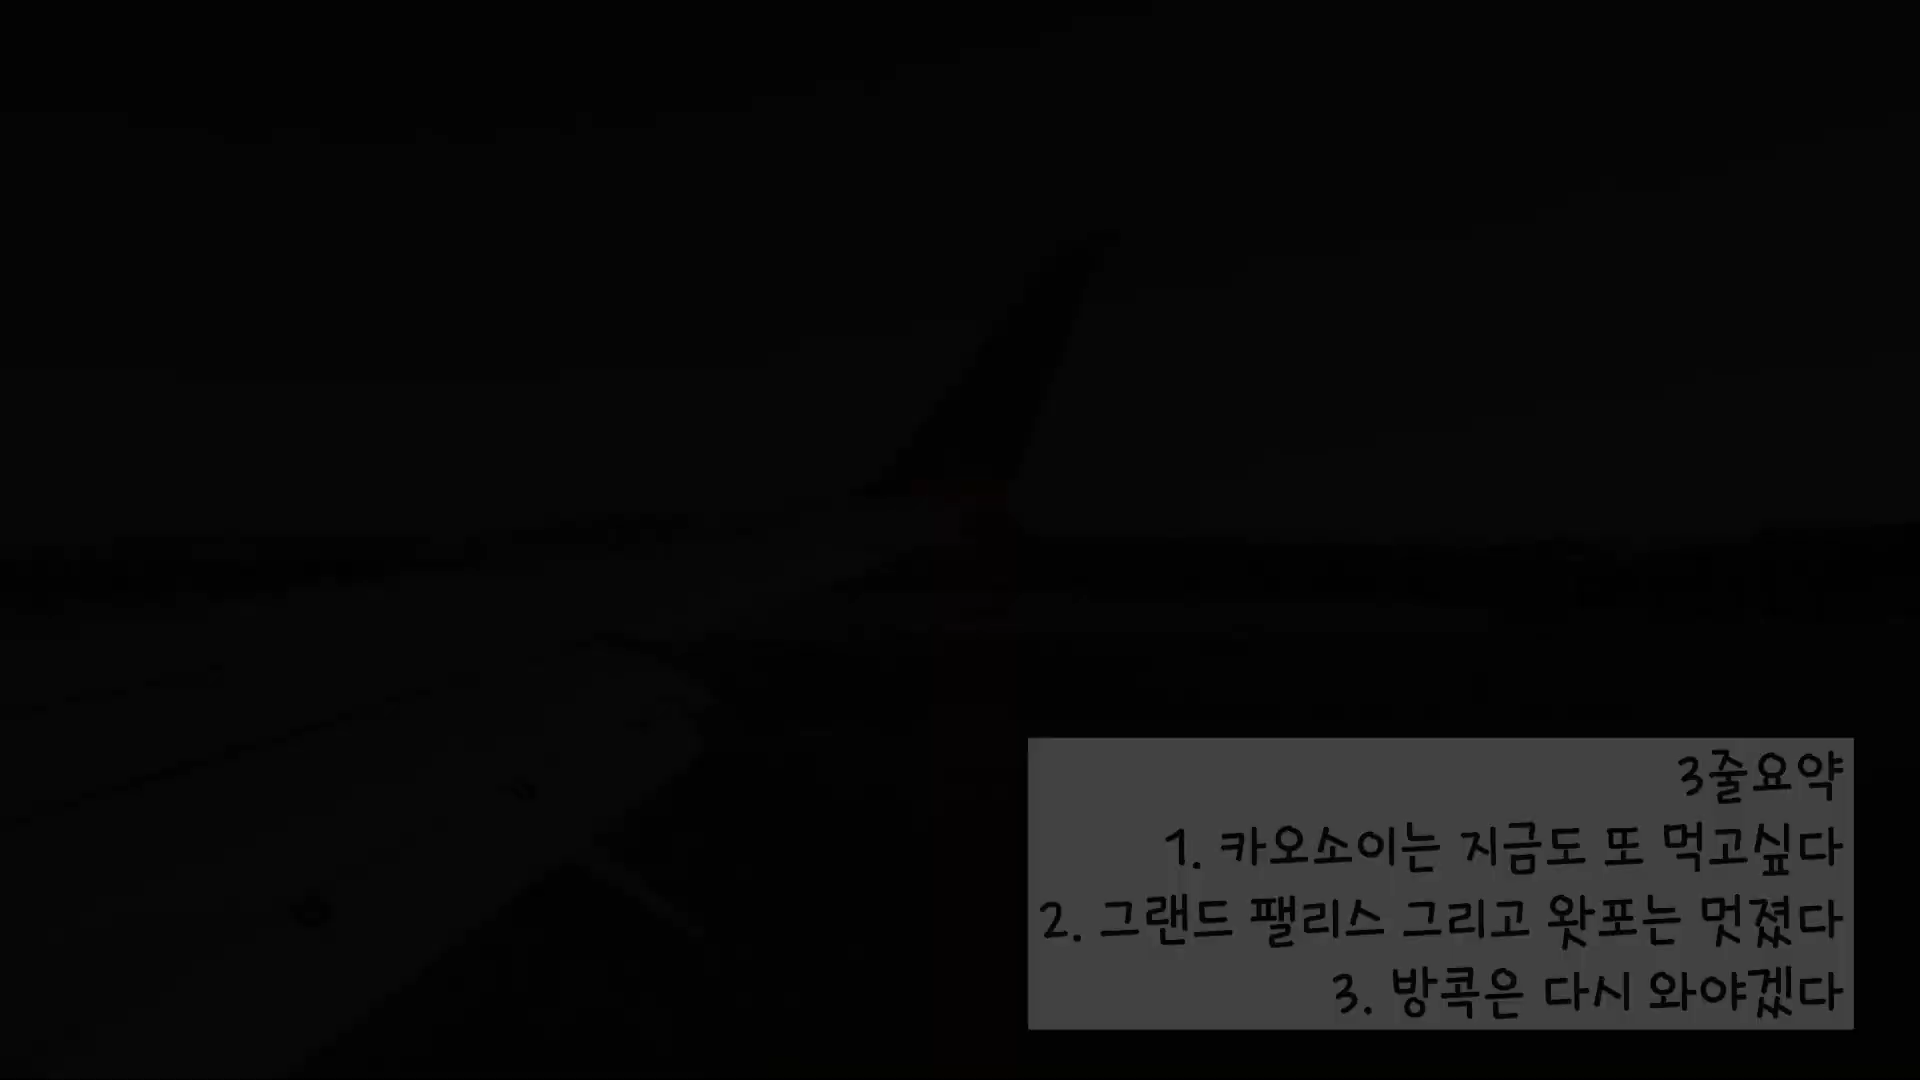 3줄요약
1. 카오소이는 지금도 또 먹고싶다
2. 그랜드 팰리스 그리고 왓포는 멋졌다
3. 방콕은 다시 와야겠다